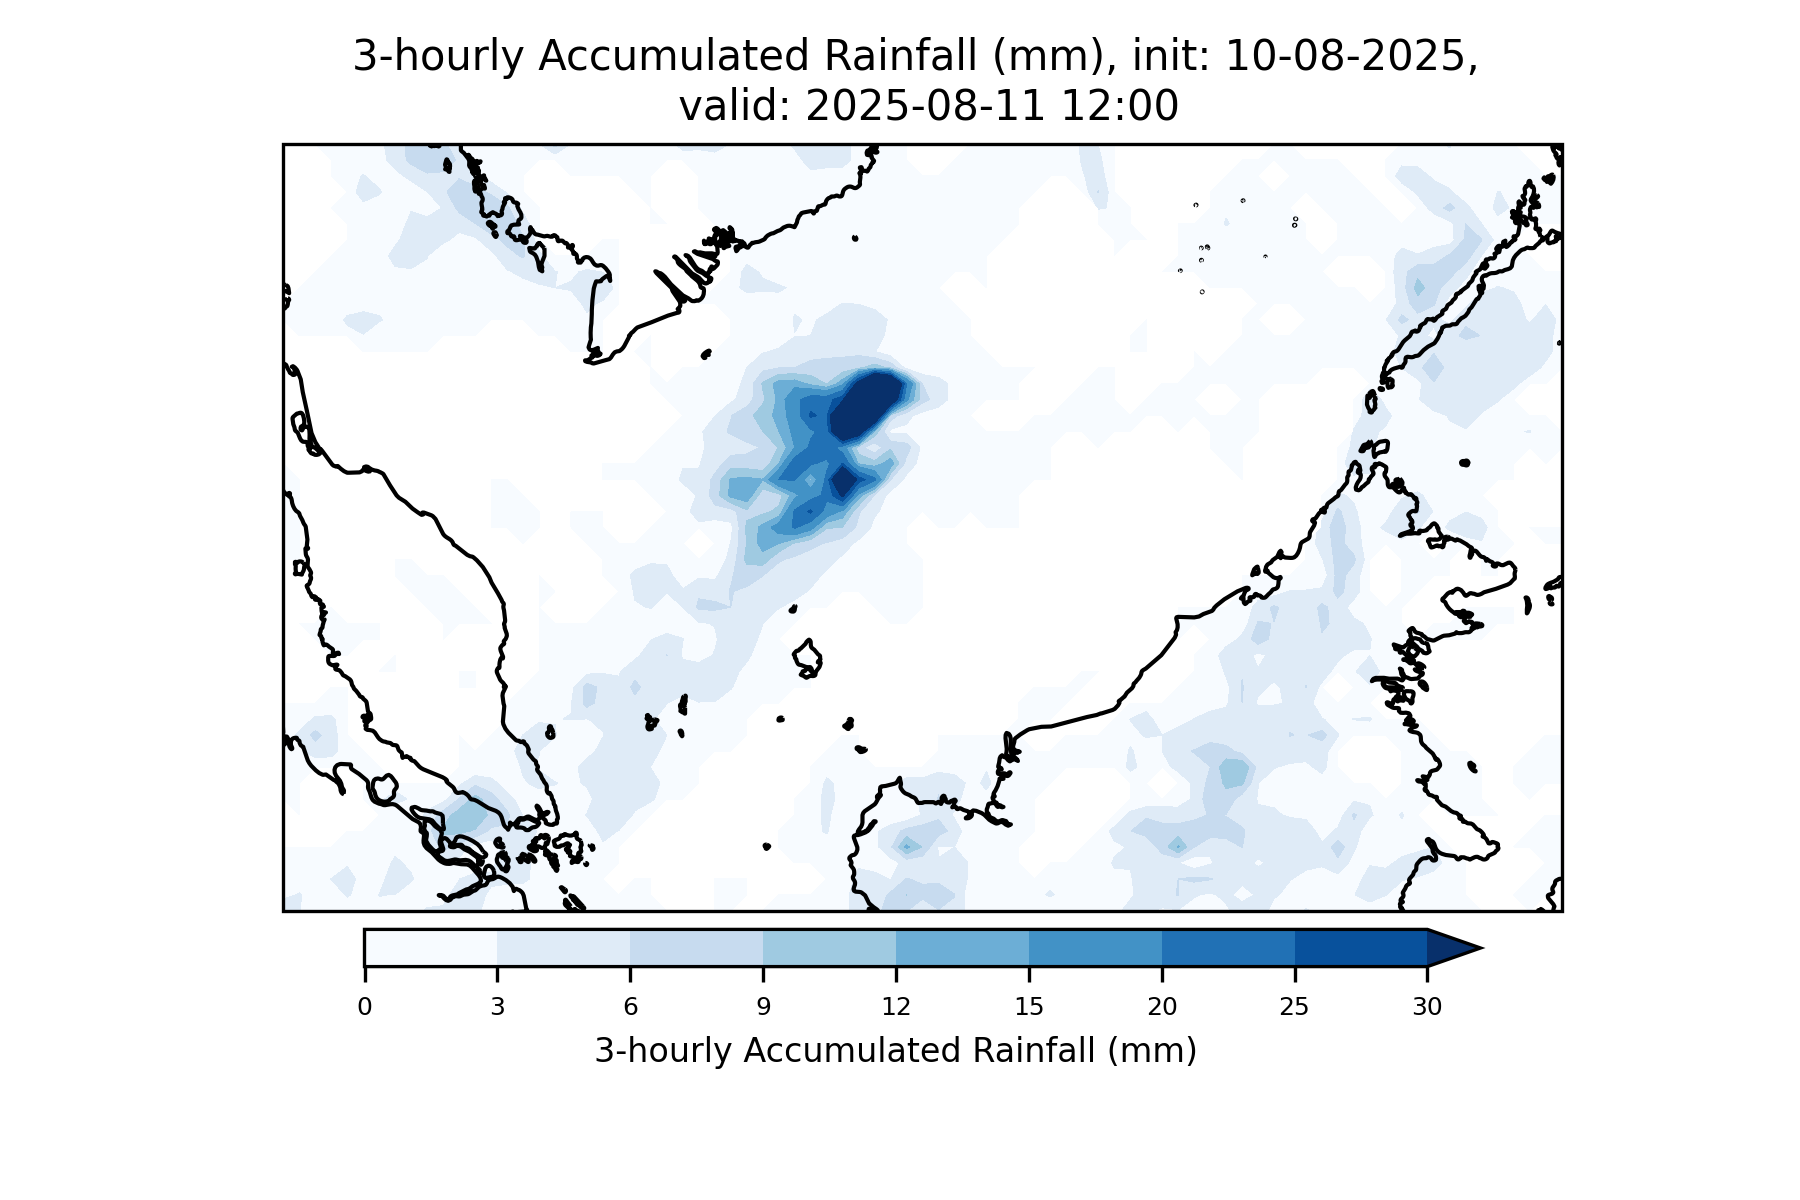 3-hourly Accumulated Rainfall (mm), init: 10-08-2025,
valid: 2025-08-11 12:00
0 3 6 9 12 15 20 25 30
3-hourly Accumulated Rainfall (mm)